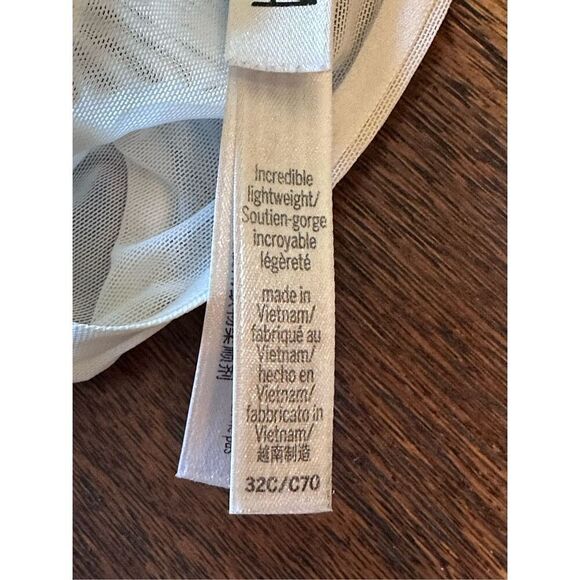 Incredible
lightweight/
Soutien-gorge
incroyable
légèreté
made in
Vietnam/
fabriqué au
Vietnam/
hecho en
Vietnam/
fabbricato in
Vietnam/
越南制造
32C/C70
pas